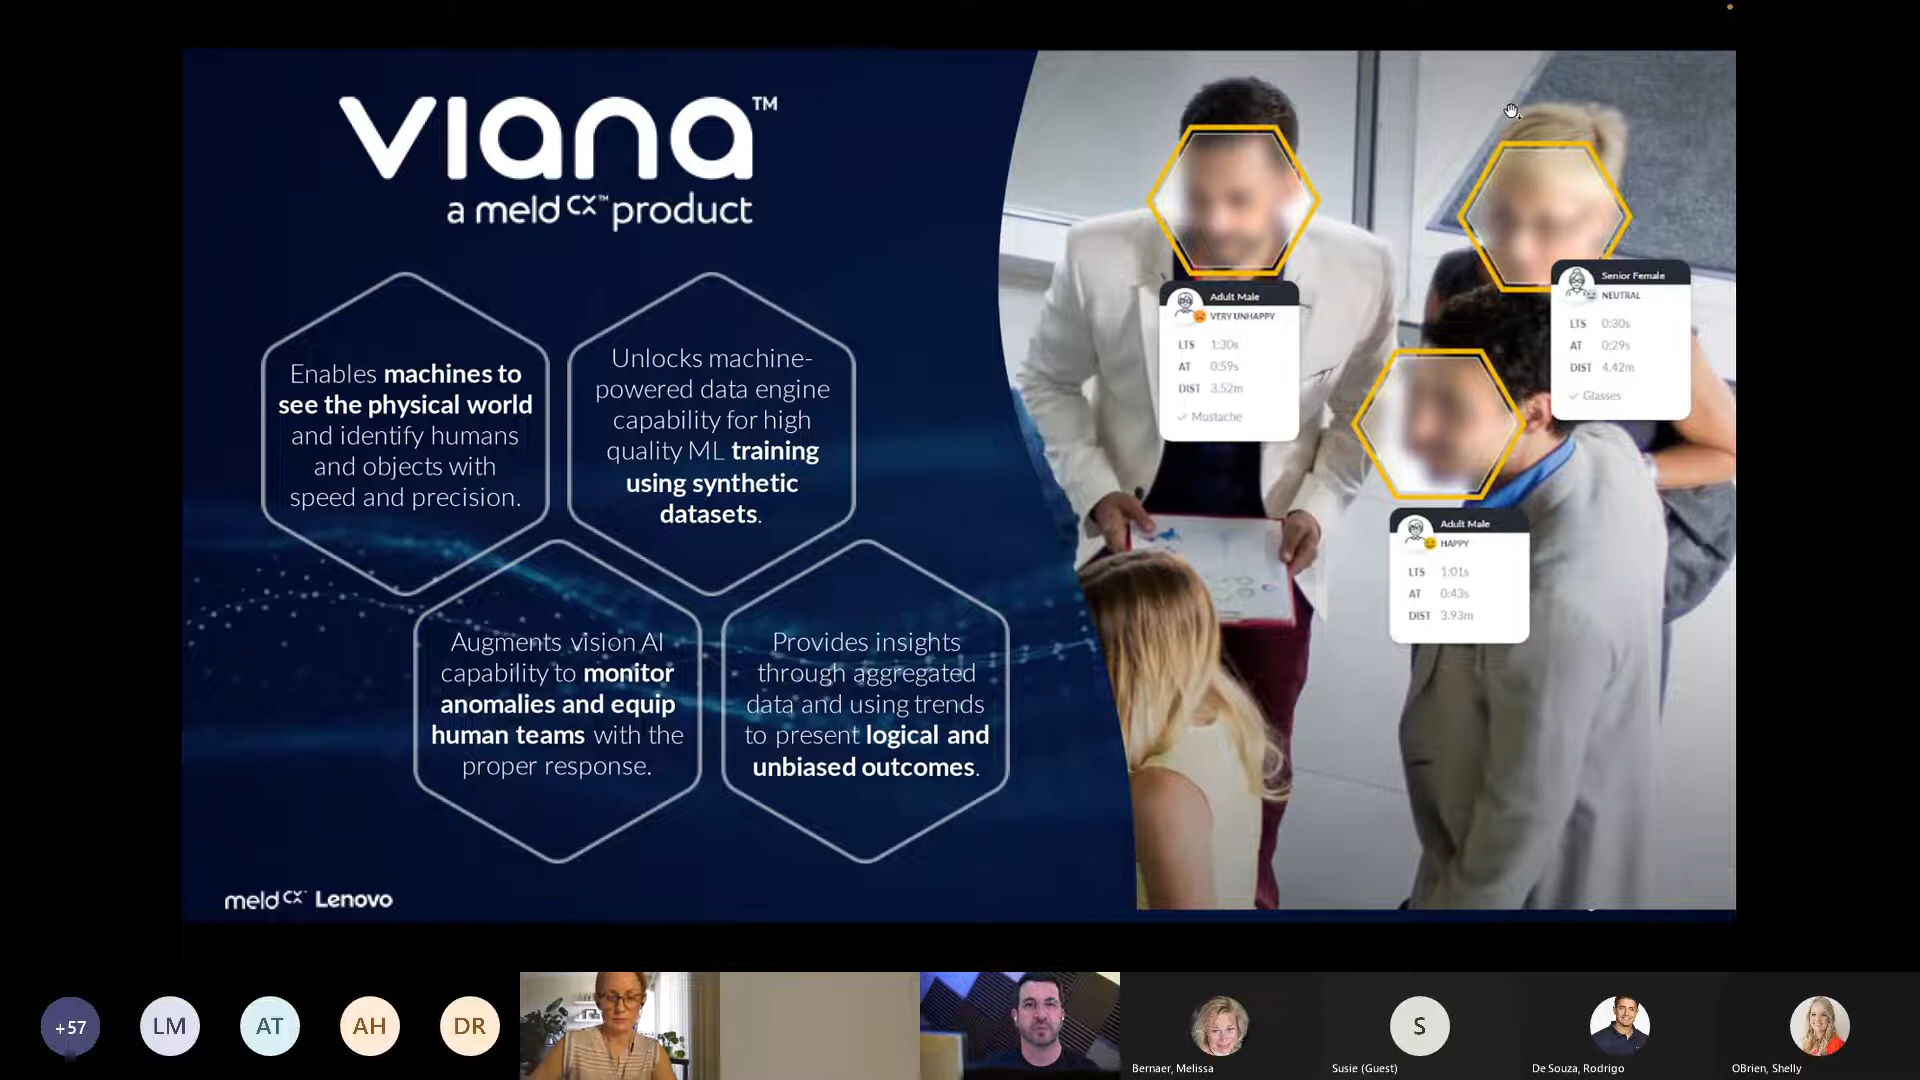 viana™
a meld CX™ product
Enables machines to
see the physical world
and identify humans
and objects with
speed and precision.
Unlocks machine-
powered data engine
capability for high
quality ML training
using synthetic
datasets.
Augments vision AI
capability to monitor
anomalies and equip
human teams with the
proper response.
Provides insights
through aggregated
data and using trends
to present logical and
unbiased outcomes.
Adult Male
VERY UNHAPPY
LTS 1:30s
AT 0:59s
DIST 3.52m
Mustache
Senior Female
NEUTRAL
LTS 0:30s
AT 0:29s
DIST 4.42m
Glasses
Adult Male
HAPPY
LTS 1:01s
AT 0:43s
DIST 3.93m
meld CX™ Lenovo
+57
LM
AT
AH
DR
Bernaer, Melissa
S
Susie (Guest)
De Souza, Rodrigo
OBrien, Shelly